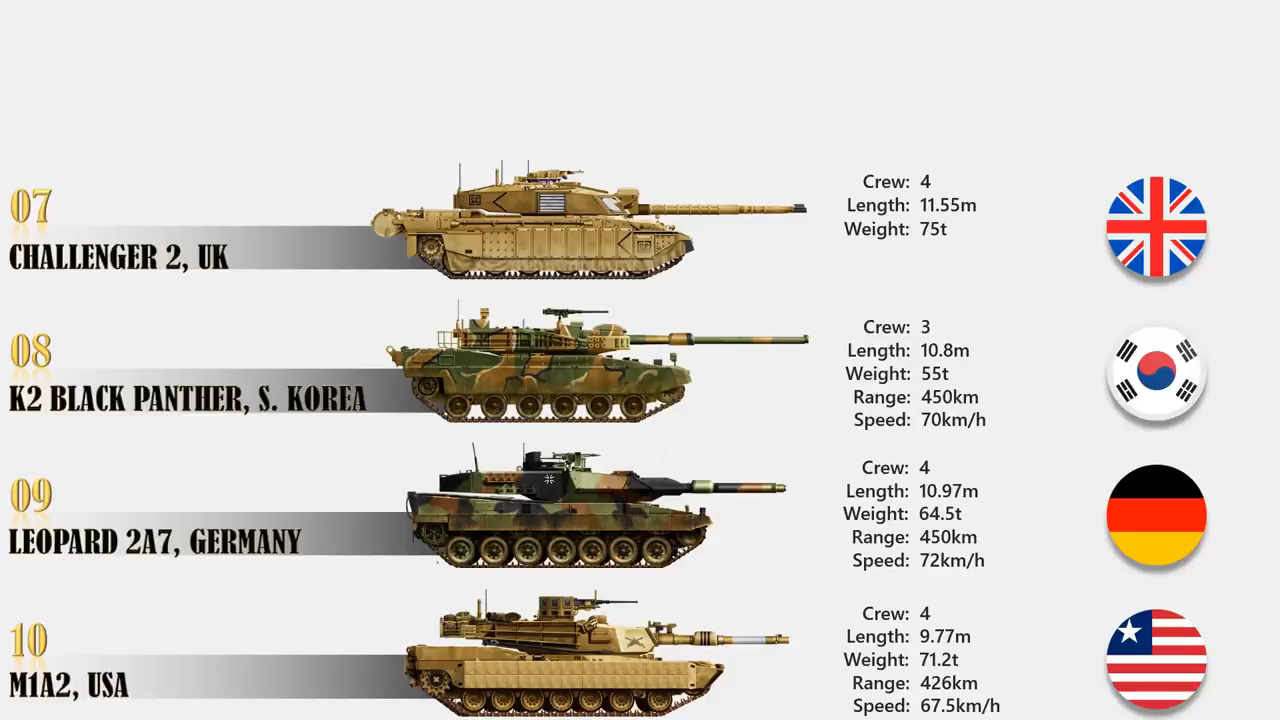 07
CHALLENGER 2, UK
Crew: 4
Length: 11.55m
Weight: 75t
08
K2 BLACK PANTHER, S. KOREA
Crew: 3
Length: 10.8m
Weight: 55t
Range: 450km
Speed: 70km/h
09
LEOPARD 2A7, GERMANY
Crew: 4
Length: 10.97m
Weight: 64.5t
Range: 450km
Speed: 72km/h
10
M1A2, USA
Crew: 4
Length: 9.77m
Weight: 71.2t
Range: 426km
Speed: 67.5km/h